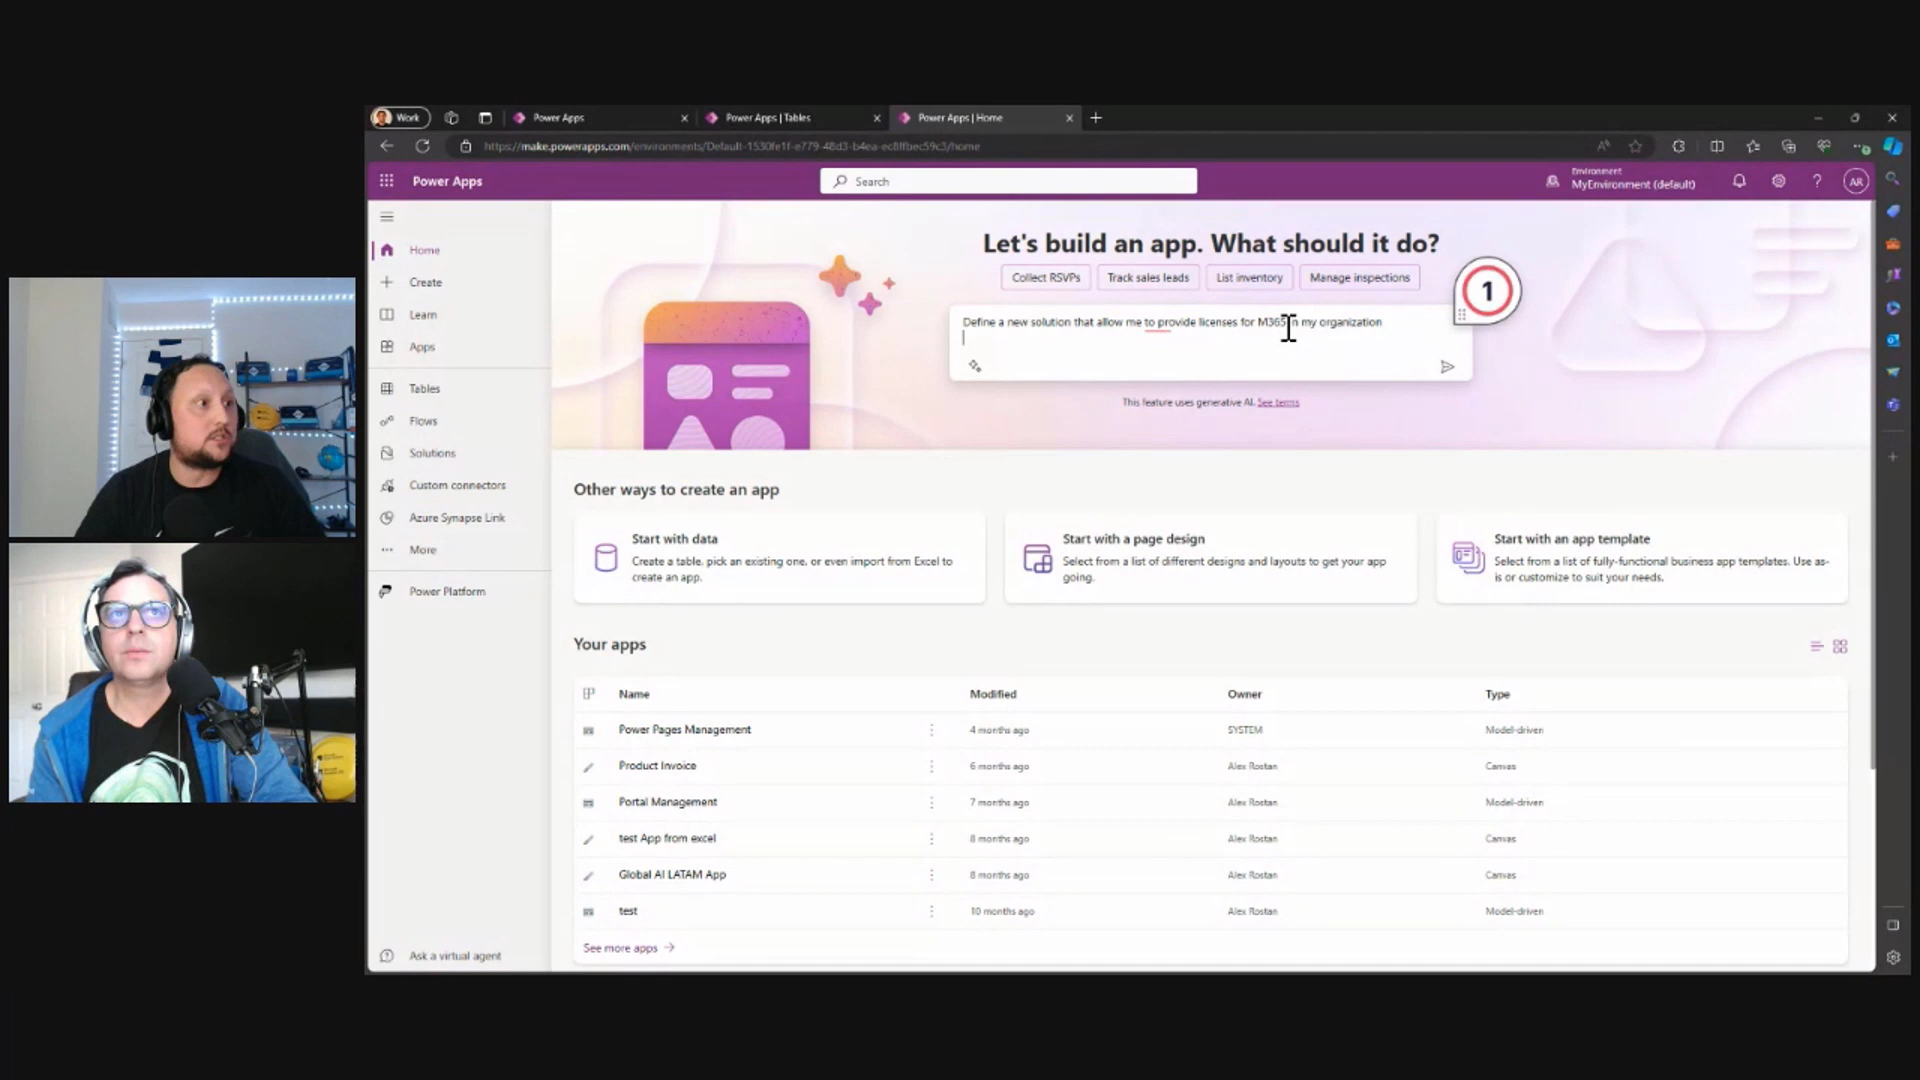 Work
Power Apps
Power Apps | Tables
Power Apps | Home
https://make.powerapps.com/environments/Default-1530fe1f-e779-48d3-b4ea-ec8ffbec59c3/home
Power Apps
Search
Environment
MyEnvironment (default)
?
AR
Home
Create
Learn
Apps
Tables
Flows
Solutions
Custom connectors
Azure Synapse Link
More
Power Platform
Ask a virtual agent
Let's build an app. What should it do?
Collect RSVPs
Track sales leads
List inventory
Manage inspections
1
Define a new solution that allow me to provide licenses for M365 in my organization
This feature uses generative AI. See terms
Other ways to create an app
Start with data
Create a table, pick an existing one, or even import from Excel to
create an app.
Start with a page design
Select from a list of different designs and layouts to get your app
going.
Start with an app template
Select from a list of fully-functional business app templates. Use as-
is or customize to suit your needs.
Your apps
Name Modified Owner Type
Power Pages Management 4 months ago SYSTEM Model-driven
Product Invoice 6 months ago Alex Rostan Canvas
Portal Management 7 months ago Alex Rostan Model-driven
test App from excel 8 months ago Alex Rostan Canvas
Global AI LATAM App 8 months ago Alex Rostan Canvas
test 10 months ago Alex Rostan Model-driven
See more apps